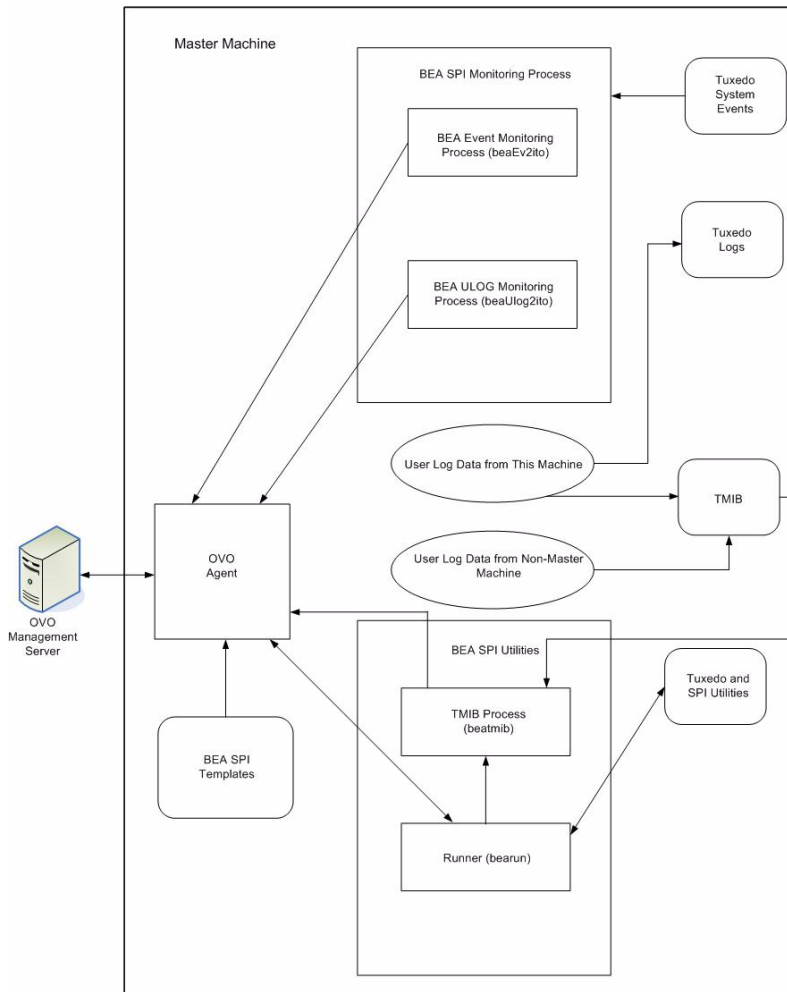 Master Machine
BEA SPI Monitoring Process
Tuxedo
System
Events
BEA Event Monitoring
Process (beaEv2ito)
Tuxedo
Logs
BEA ULOG Monitoring
Process (beaUlog2ito)
User Log Data from This Machine
TMIB
OVO
Agent
User Log Data from Non-Master
Machine
OVO
Management
Server
BEA SPI Utilities
Tuxedo and
SPI Utilities
TMIB Process
(beatmib)
BEA SPI
Templates
Runner (bearun)